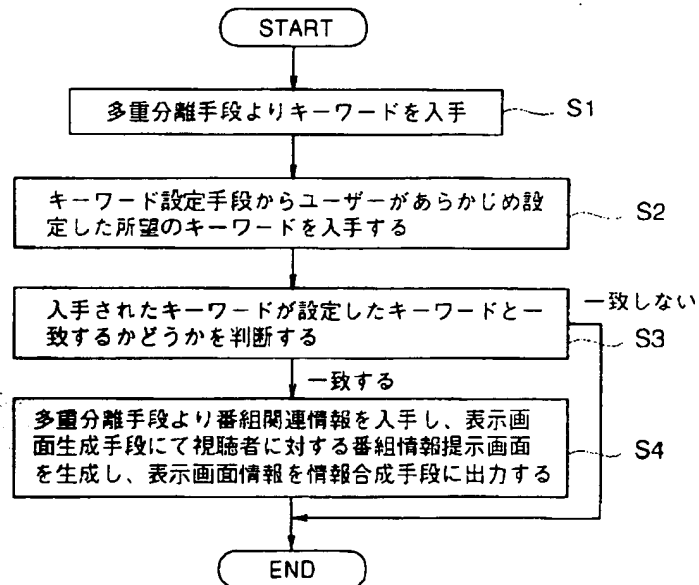 START
多重分離手段よりキーワードを入手
S1
キーワード設定手段からユーザーがあらかじめ設
定した所望のキーワードを入手する
S2
入手されたキーワードが設定したキーワードと一
致するかどうかを判断する
一致しない
S3
一致する
多重分離手段より番組関連情報を入手し、表示画
面生成手段にて視聴者に対する番組情報提示画面
を生成し、表示画面情報を情報合成手段に出力する
S4
END